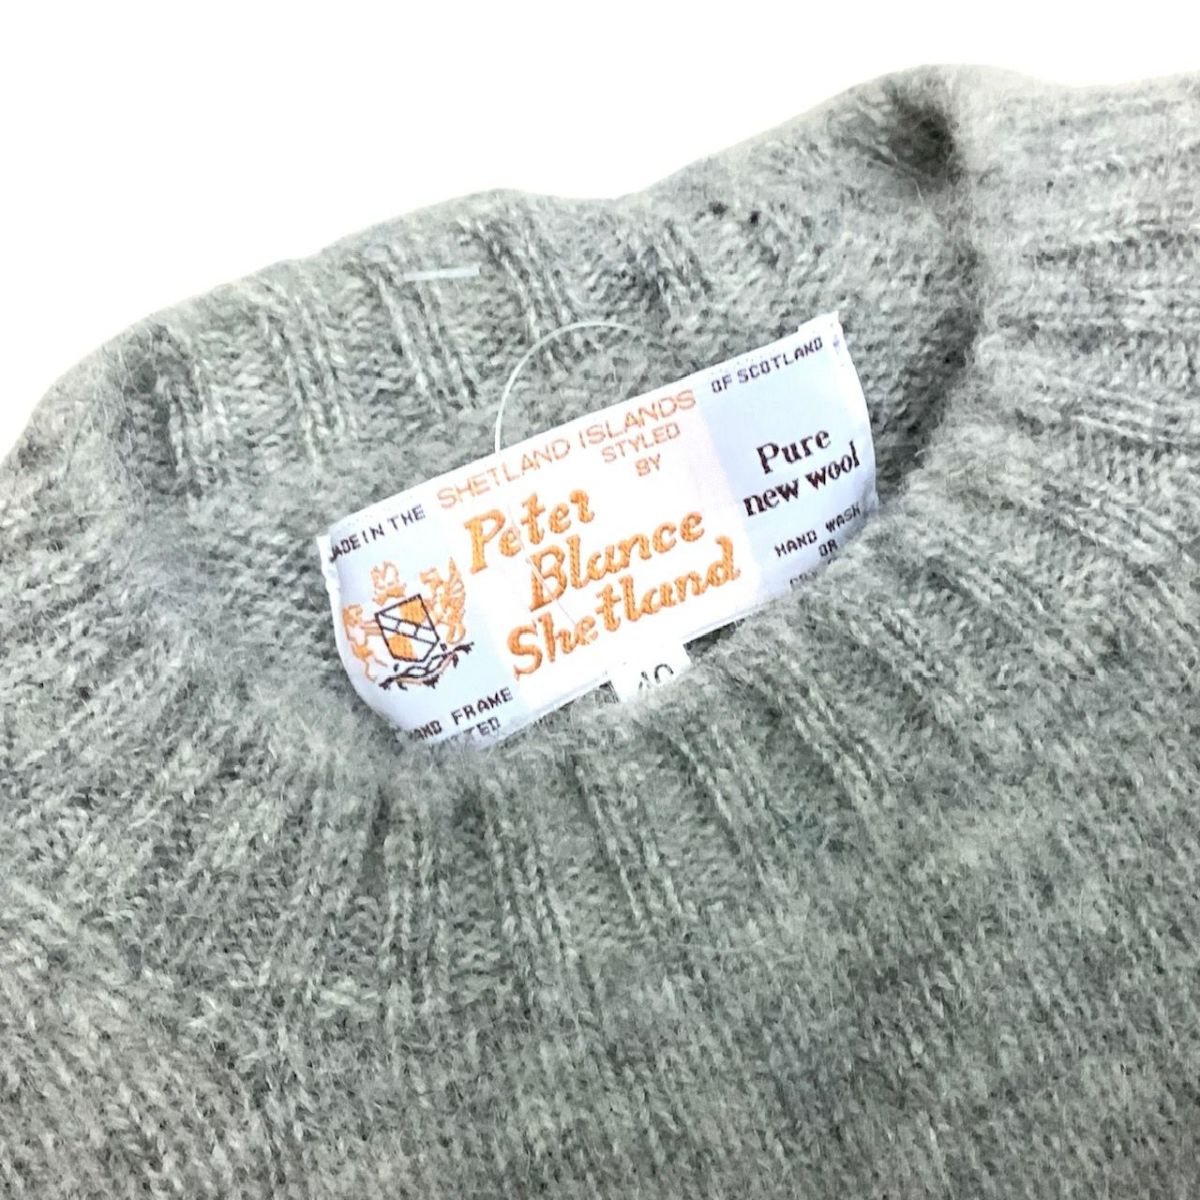 MADE IN THE SHETLAND ISLANDS OF SCOTLAND
STYLED
BY
Peter
Blance
Shetland
Pure
new wool
HAND WASH
OR
HAND FRAME
40